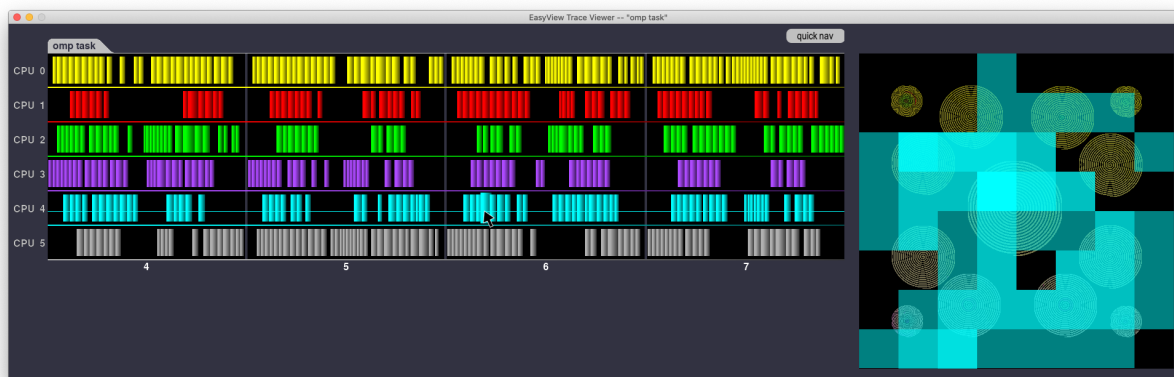 EasyView Trace Viewer -- "omp task"
quick nav
omp task
CPU 0
CPU 1
CPU 2
CPU 3
CPU 4
CPU 5
4 5 6 7